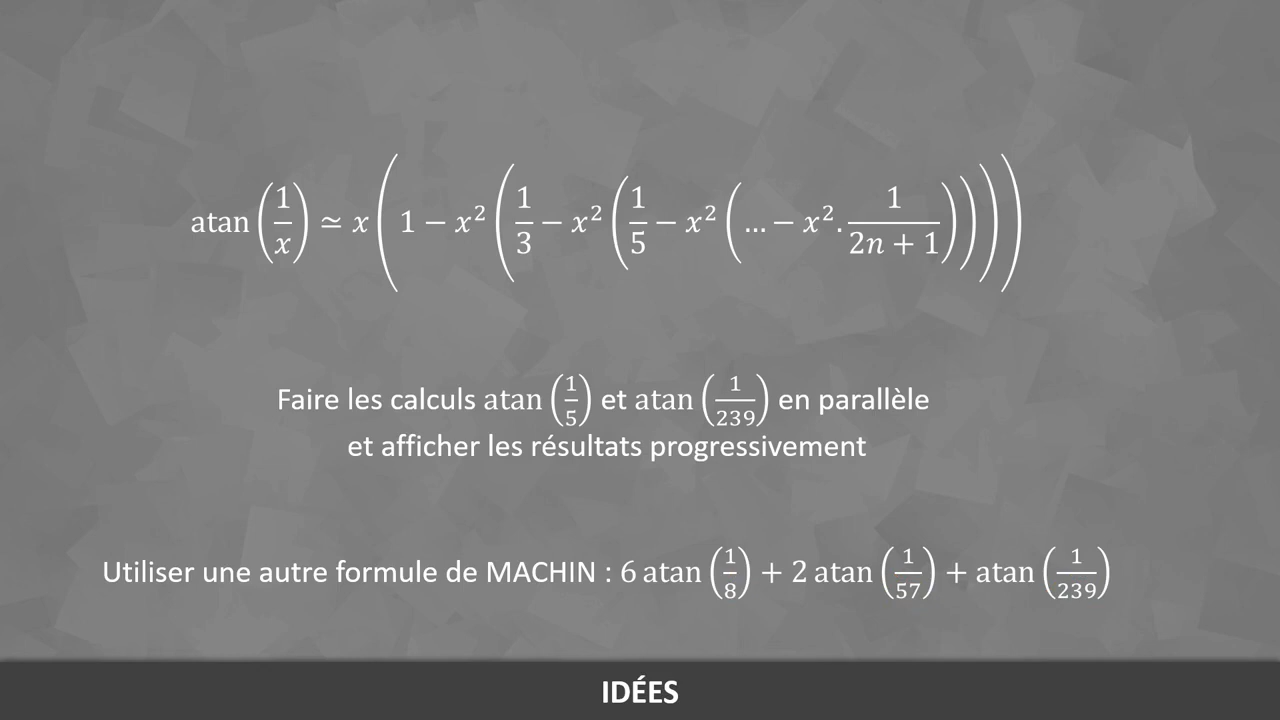 atan(1/x) ≃ x(1 − x²(1/3 − x²(1/5 − x²(... − x². 1/(2n + 1)))))
Faire les calculs atan(1/5) et atan(1/239) en parallèle
et afficher les résultats progressivement
Utiliser une autre formule de MACHIN : 6 atan(1/8) + 2 atan(1/57) + atan(1/239)
IDÉES